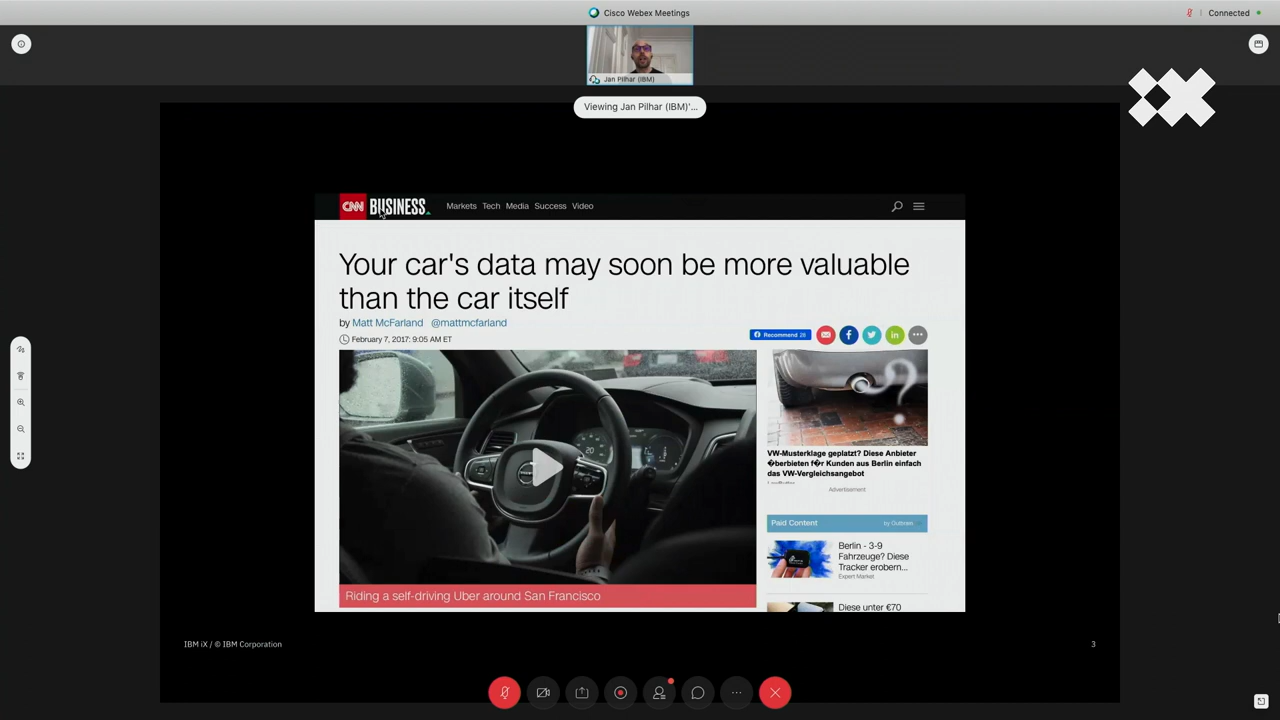 Cisco Webex Meetings
Connected
Jan Pilhar (IBM)
Viewing Jan Pilhar (IBM)'...
CNN BUSINESS
Markets Tech Media Success Video
Your car's data may soon be more valuable
than the car itself
by Matt McFarland @mattmcfarland
February 7, 2017: 9:05 AM ET
Recommend 28
in
20
Riding a self-driving Uber around San Francisco
VW-Musterklage geplatzt? Diese Anbieter
�berbieten f�r Kunden aus Berlin einfach
das VW-Vergleichsangebot
Advertisement
Paid Content
by Outbrain
Berlin - 3-9
Fahrzeuge? Diese
Tracker erobern...
Expert Market
Diese unter €70
IBM iX / © IBM Corporation
3